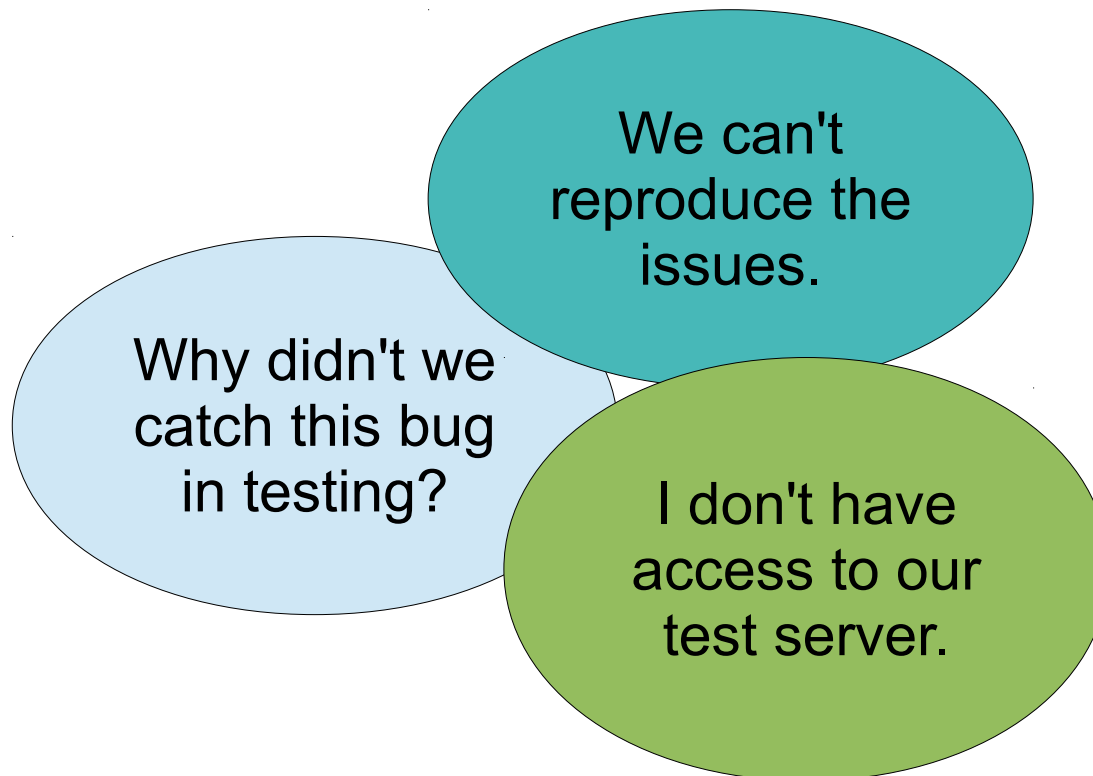 We can't
reproduce the
issues.
Why didn't we
catch this bug
in testing?
I don't have
access to our
test server.